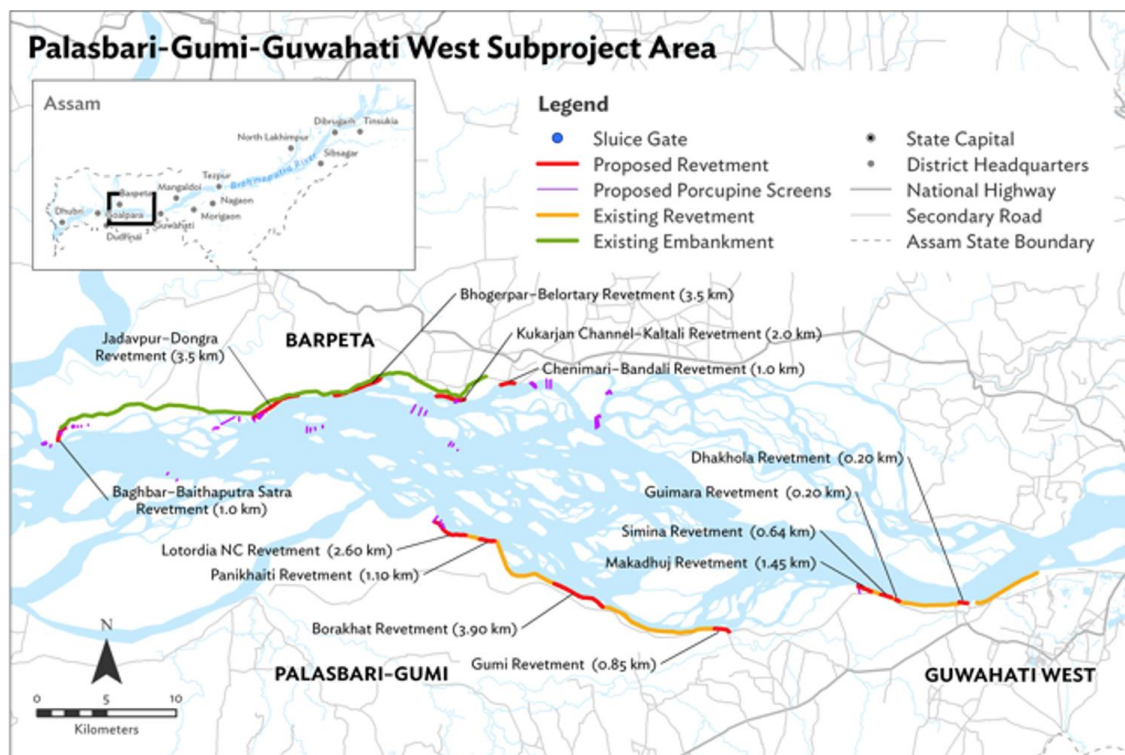 Palasbari–Gumi–Guwahati West Subproject Area
Assam
Dibrugarh
Tinsukia
North Lakhimpur
Sibsagar
Tezpur
Brahmaputra River
Mangaldoi
Barpeta
Nagaon
Dhubri
Goalpara
Morigaon
Guwahati
Dudhnai
Legend
Sluice Gate
Proposed Revetment
Proposed Porcupine Screens
Existing Revetment
Existing Embankment
State Capital
District Headquarters
National Highway
Secondary Road
Assam State Boundary
Bhogerpar–Belortary Revetment (3.5 km)
Jadavpur–Dongra
Revetment (3.5 km)
BARPETA
Kukarjan Channel–Kaltali Revetment (2.0 km)
Chenimari–Bandali Revetment (1.0 km)
Dhakhola Revetment (0.20 km)
Baghbar–Baithaputra Satra
Revetment (1.0 km)
Guimara Revetment (0.20 km)
Simina Revetment (0.64 km)
Lotordia NC Revetment (2.60 km)
Makadhuj Revetment (1.45 km)
Panikhaiti Revetment (1.10 km)
Borakhat Revetment (3.90 km)
Gumi Revetment (0.85 km)
PALASBARI–GUMI
GUWAHATI WEST
N
0 5 10
Kilometers